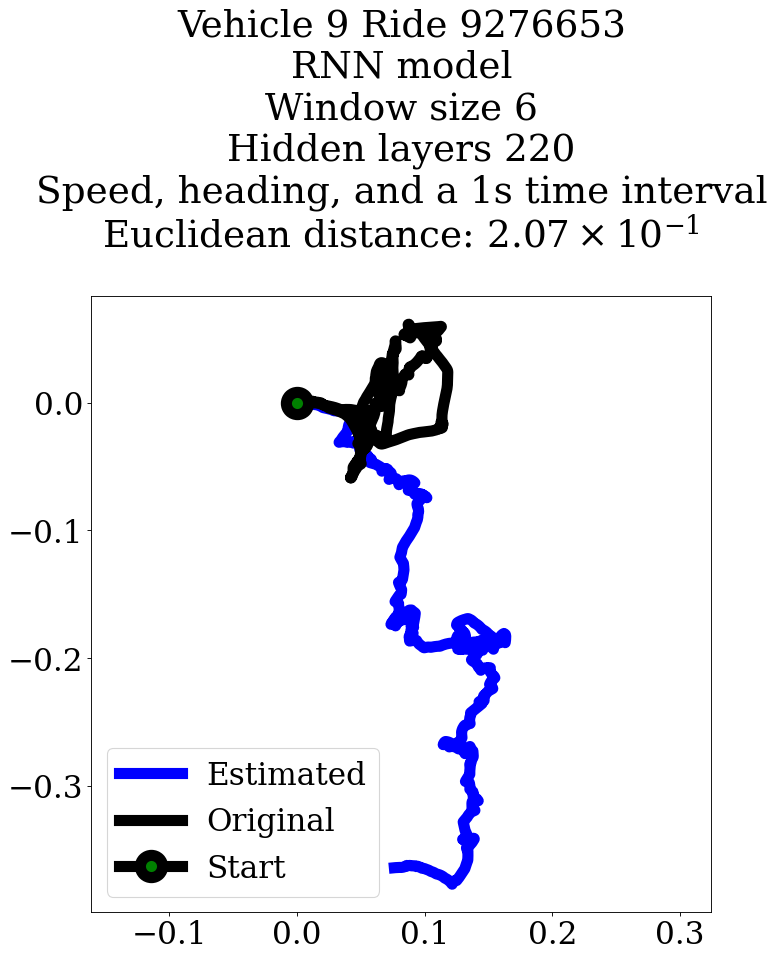 Vehicle 9 Ride 9276653
RNN model
Window size 6
Hidden layers 220
Speed, heading, and a 1s time interval
Euclidean distance: 2.07 × 10⁻¹
0.0
−0.1
−0.2
−0.3
Estimated
Original
Start
−0.1 0.0 0.1 0.2 0.3